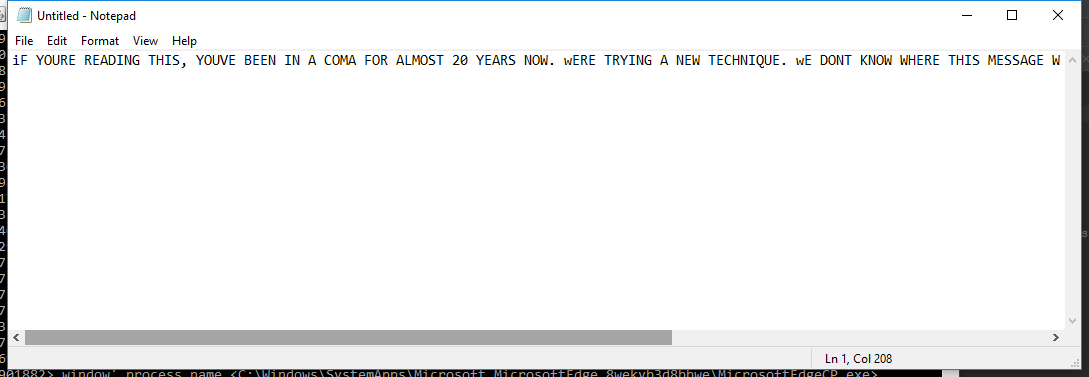 Untitled - Notepad
File Edit Format View Help
iF YOURE READING THIS, YOUVE BEEN IN A COMA FOR ALMOST 20 YEARS NOW. wERE TRYING A NEW TECHNIQUE. wE DONT KNOW WHERE THIS MESSAGE W
Ln 1, Col 208
901882> window' process name <C:\Windows\SystemApps\Microsoft.MicrosoftEdge_8wekyb3d8bbwe\MicrosoftEdgeCP.exe>